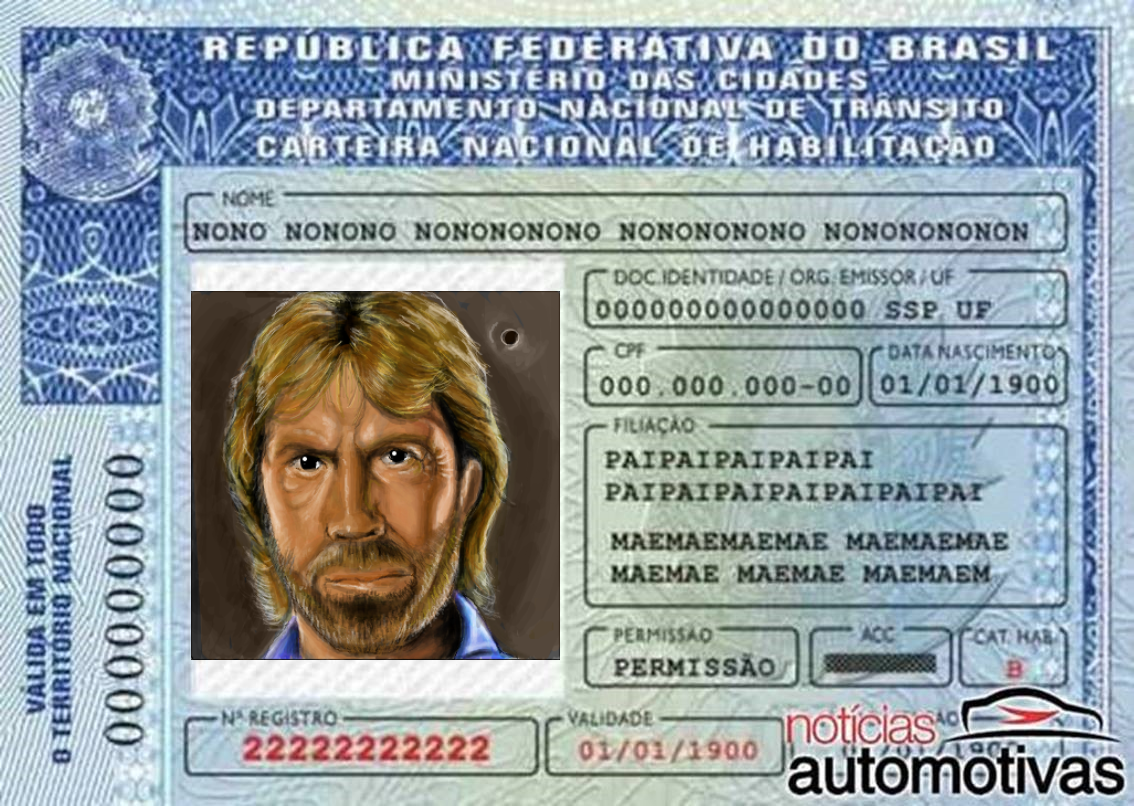 REPÚBLICA FEDERATIVA DO BRASIL
MINISTÉRIO DAS CIDADES
DEPARTAMENTO NACIONAL DE TRÂNSITO
CARTEIRA NACIONAL DE HABILITAÇÃO
NOME
NONO NONONO NONONONONO NONONONONO NONONONONON
DOC. IDENTIDADE / ÓRG. EMISSOR / UF
000000000000000 SSP UF
CPF
000.000.000-00
DATA NASCIMENTO
01/01/1900
FILIAÇÃO
PAIPAIPAIPAIPAI
PAIPAIPAIPAIPAIPAIPAI
MAEMAEMAEMAE MAEMAEMAE
MAEMAE MAEMAE MAEMAEM
PERMISSÃO
PERMISSÃO
ACC
CAT. HAB.
B
Nº REGISTRO
22222222222
VALIDADE
01/01/1900
VÁLIDA EM TODO
O TERRITÓRIO NACIONAL
0000000000
notícias
automotivas